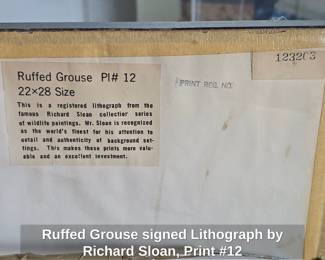 123263
Ruffed Grouse Pl# 12
22×28 Size
PRINT REG. NO.
This is a registered lithograph from the
famous Richard Sloan collection series
of wildlife paintings. Mr. Sloan is recognized
as the world's finest for his attention to
detail and authenticity of background set-
tings. This makes these prints more valu-
able and an excellent investment.
Ruffed Grouse signed Lithograph by
Richard Sloan, Print #12